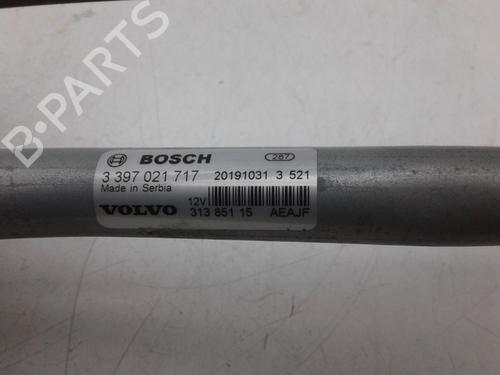 BOSCH 287
3 397 021 717 20191031 3 521
Made in Serbia
VOLVO 12V
313 851 15 AEAJF
B-PARTS